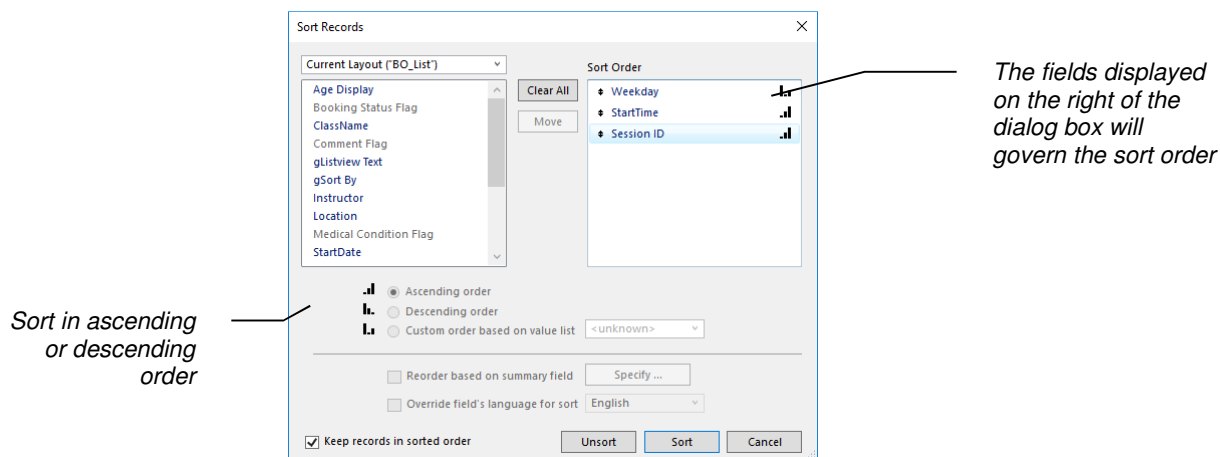 Sort Records
Current Layout ("BO_List")
Sort Order
Age Display
Booking Status Flag
ClassName
Comment Flag
gListview Text
gSort By
Instructor
Location
Medical Condition Flag
StartDate
Clear All
Move
Weekday
StartTime
Session ID
The fields displayed
on the right of the
dialog box will
govern the sort order
Sort in ascending
or descending
order
Ascending order
Descending order
Custom order based on value list <unknown>
Reorder based on summary field Specify ...
Override field's language for sort English
Keep records in sorted order Unsort Sort Cancel